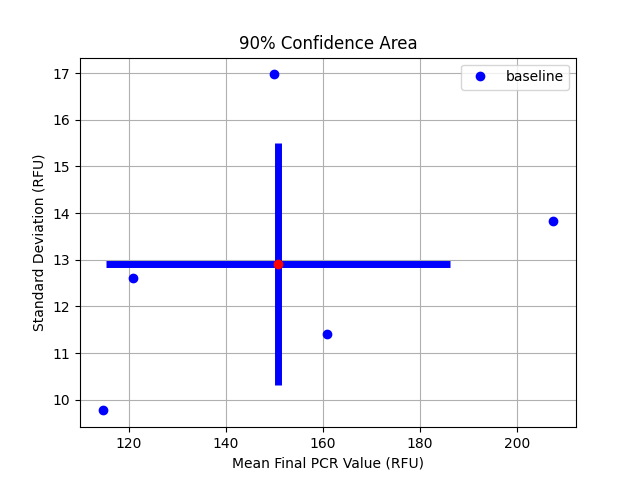 90% Confidence Area
baseline
Standard Deviation (RFU)
17
16
15
14
13
12
11
10
120 140 160 180 200
Mean Final PCR Value (RFU)